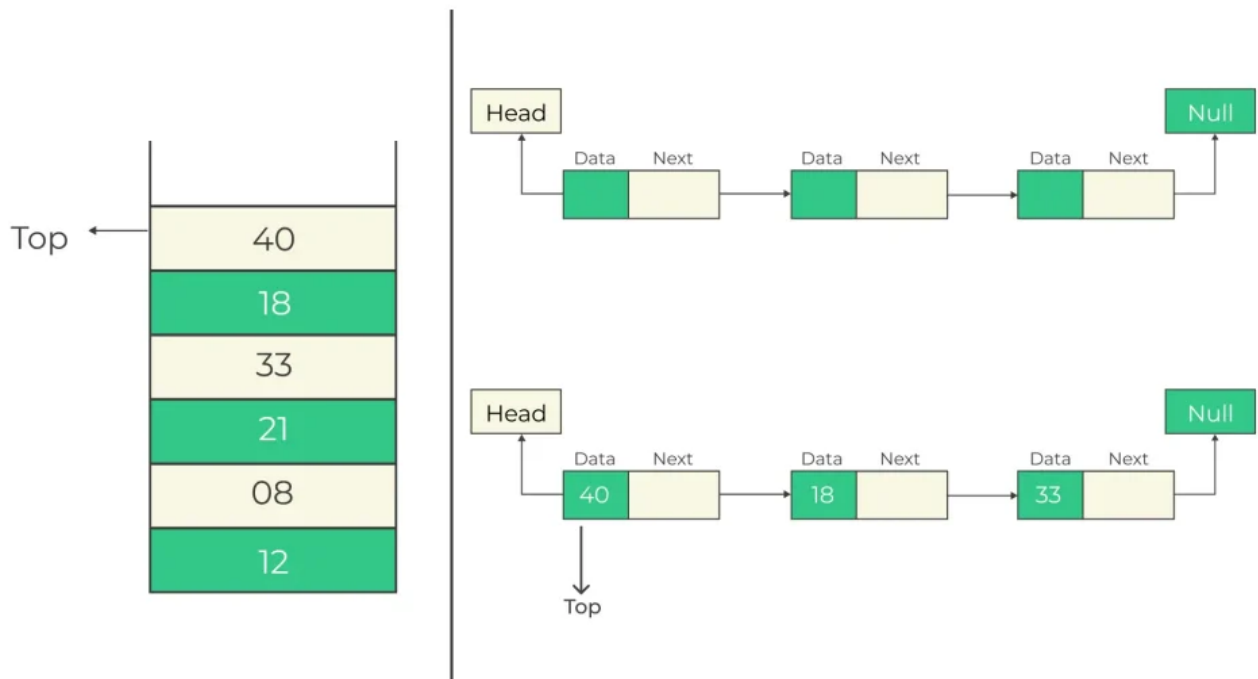 Top
40
18
33
21
08
12
Head
Null
Data Next Data Next Data Next
Head
Null
Data Next Data Next Data Next
40 18 33
Top